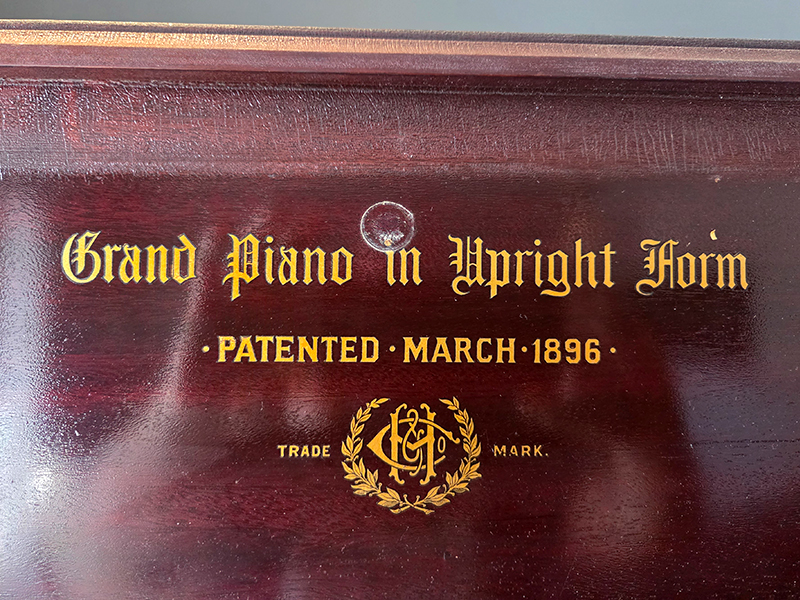 Grand Piano in Upright Form
· PATENTED · MARCH · 1896 ·
TRADE MARK.